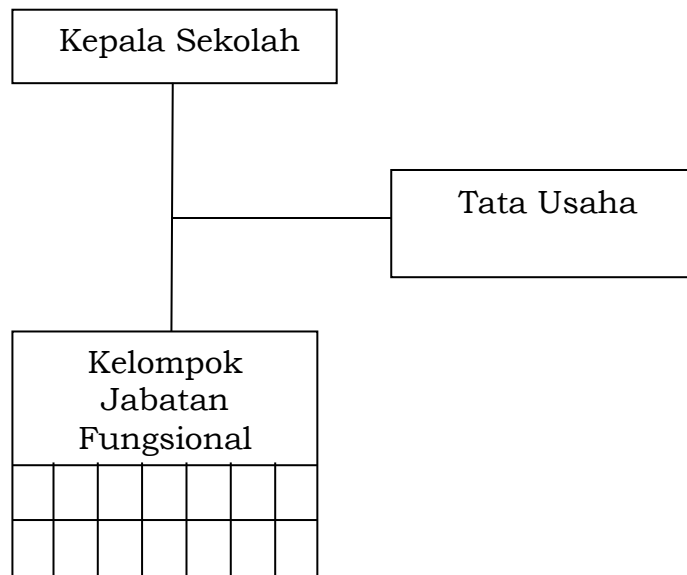 Kepala Sekolah
Tata Usaha
Kelompok
Jabatan
Fungsional